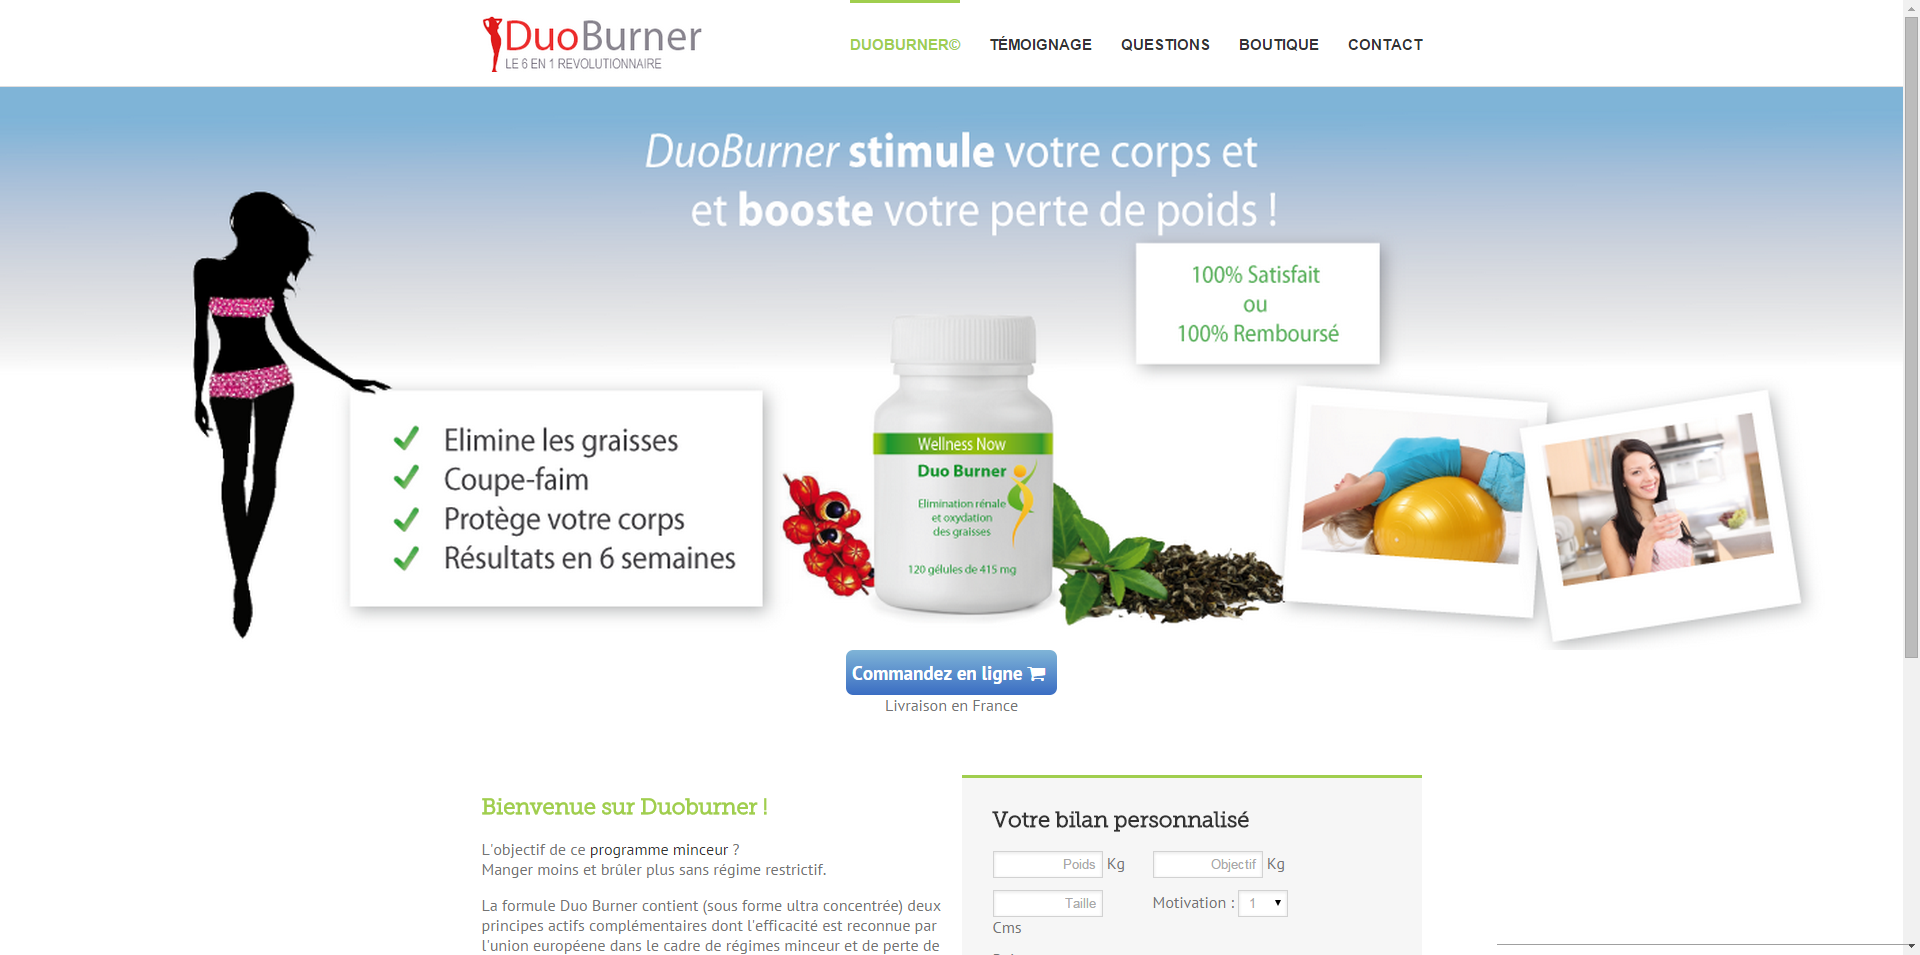 DuoBurner
LE 6 EN 1 REVOLUTIONNAIRE
DUOBURNER© TÉMOIGNAGE QUESTIONS BOUTIQUE CONTACT
DuoBurner stimule votre corps et
et booste votre perte de poids !
100% Satisfait
ou
100% Remboursé
Elimine les graisses
Coupe-faim
Protège votre corps
Résultats en 6 semaines
Wellness Now
Duo Burner
Elimination rénale
et oxydation
des graisses
120 gélules de 415 mg
Commandez en ligne
Livraison en France
Bienvenue sur Duoburner !
L'objectif de ce programme minceur ?
Manger moins et brûler plus sans régime restrictif.
La formule Duo Burner contient (sous forme ultra concentrée) deux
principes actifs complémentaires dont l'efficacité est reconnue par
l'union européene dans le cadre de régimes minceur et de perte de
Votre bilan personnalisé
Poids Kg Objectif Kg
Taille Motivation : 1
Cms